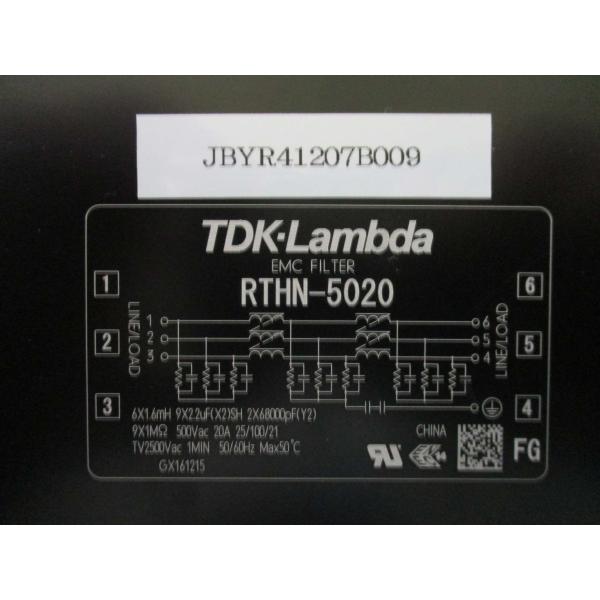 JBYR41207B009
TDK·Lambda
EMC FILTER
RTHN-5020
1
2
3
LINE/LOAD
1
2
3
6
5
4
LINE/LOAD
6
5
4
FG
6X1.6mH 9X2.2uF(X2)SH 2X68000pF(Y2)
9X1MΩ 500Vac 20A 25/100/21
TV2500Vac 1MIN 50/60Hz Max50℃
GX161215
CHINA